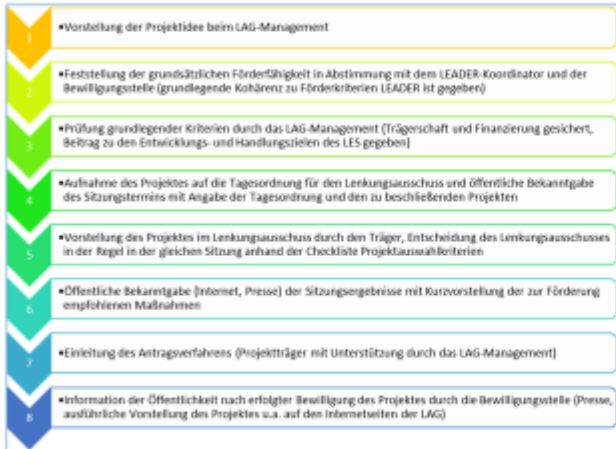 1
•Vorstellung der Projektidee beim LAG-Management
2
•Feststellung der grundsätzlichen Förderfähigkeit in Abstimmung mit dem LEADER-Koordinator und der
Bewilligungsstelle (grundlegende Kohärenz zu Förderkriterien LEADER ist gegeben)
3
•Prüfung grundlegender Kriterien durch das LAG-Management (Trägerschaft und Finanzierung gesichert,
Beitrag zu den Entwicklungs- und Handlungszielen des LES gegeben)
4
•Aufnahme des Projektes auf die Tagesordnung für den Lenkungsausschuss und öffentliche Bekanntgabe
des Sitzungstermins mit Angabe der Tagesordnung und den zu beschließenden Projekten
5
•Vorstellung des Projektes im Lenkungsausschuss durch den Träger, Entscheidung des Lenkungsausschusses
in der Regel in der gleichen Sitzung anhand der Checkliste Projektauswahlkriterien
6
•Öffentliche Bekanntgabe (Internet, Presse) der Sitzungsergebnisse mit Kurzvorstellung der zur Förderung
empfohlenen Maßnahmen
7
•Einleitung des Antragsverfahrens (Projektträger mit Unterstützung durch das LAG-Management)
8
•Information der Öffentlichkeit nach erfolgter Bewilligung des Projektes durch die Bewilligungsstelle (Presse,
ausführliche Vorstellung des Projektes u.a. auf den Internetseiten der LAG)